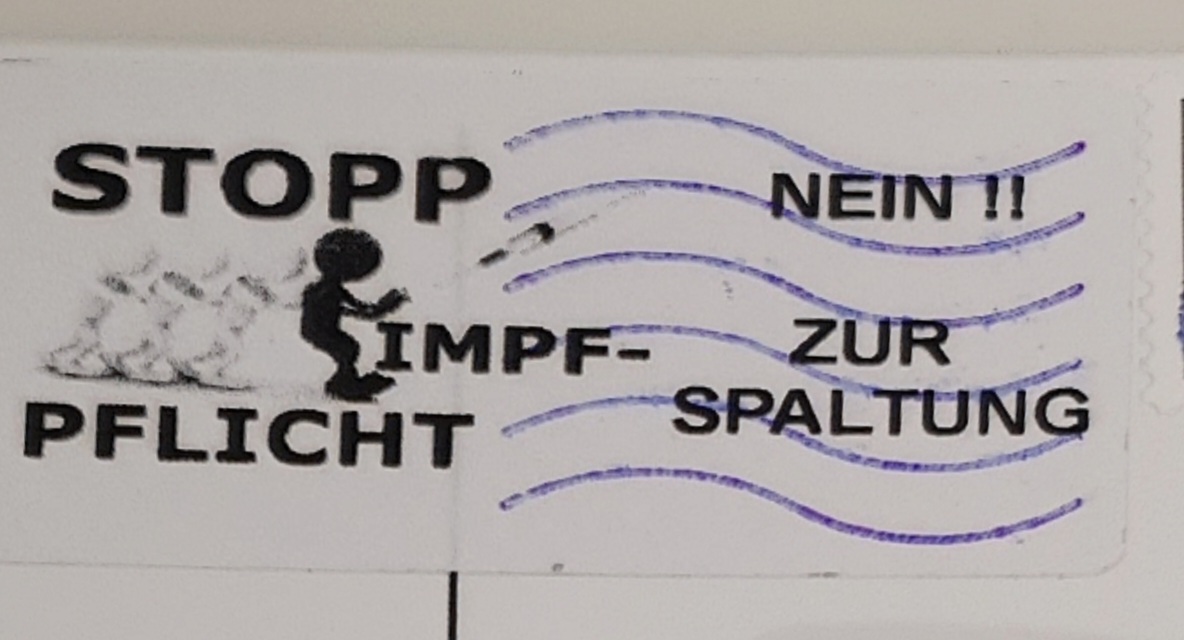 STOPP
IMPF-
PFLICHT
NEIN !!
ZUR
SPALTUNG